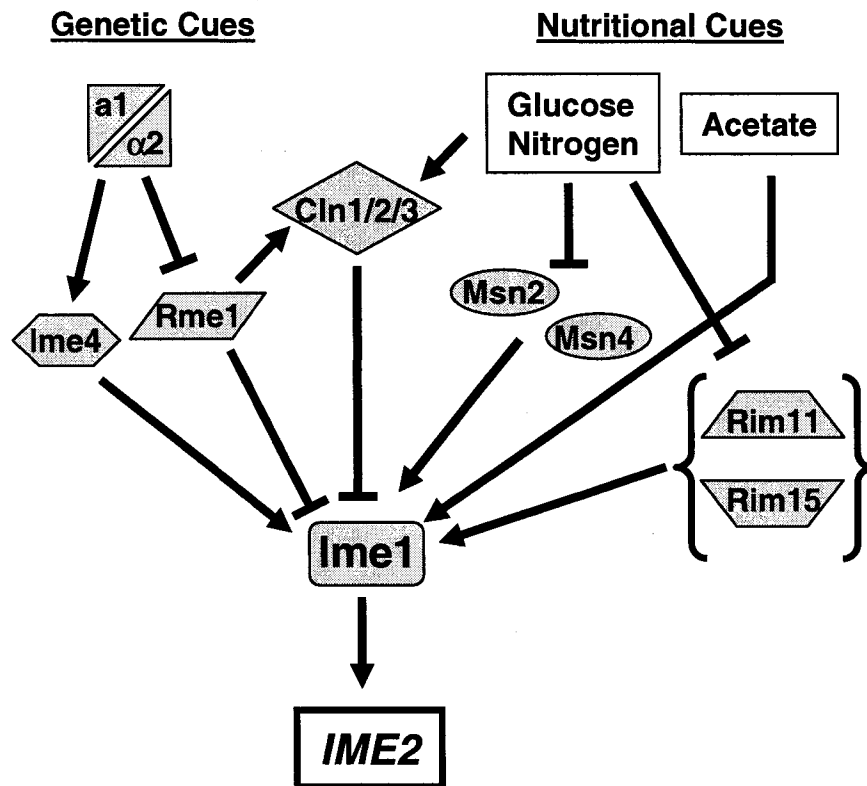 Genetic Cues
Nutritional Cues
a1
α2
Glucose
Nitrogen
Acetate
Cln1/2/3
Ime4
Rme1
Msn2
Msn4
Rim11
Rim15
Ime1
IME2